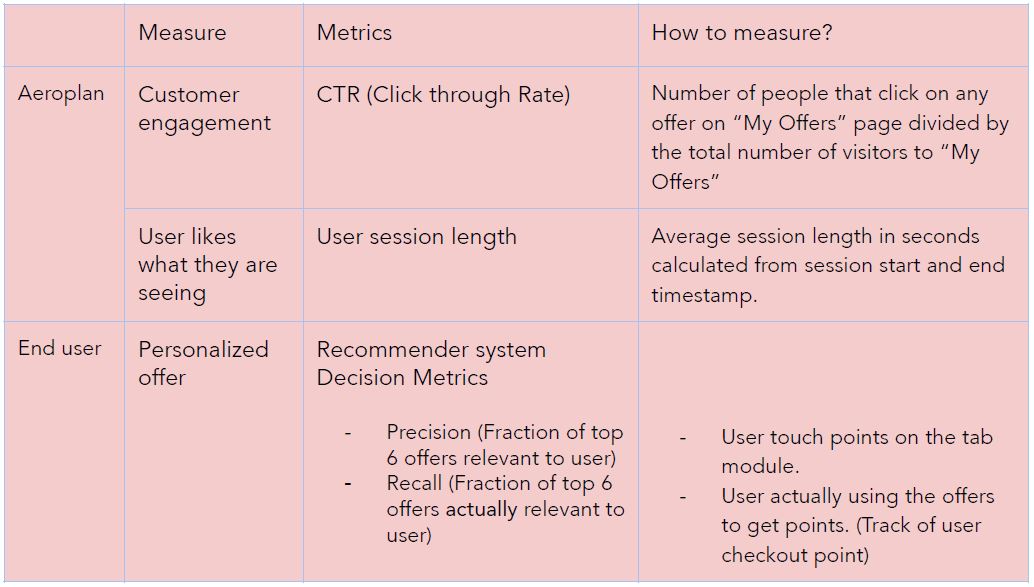 Measure
Metrics
How to measure?
Aeroplan
Customer
engagement
CTR (Click through Rate)
Number of people that click on any
offer on “My Offers” page divided by
the total number of visitors to “My
Offers”
User likes
what they are
seeing
User session length
Average session length in seconds
calculated from session start and end
timestamp.
End user
Personalized
offer
Recommender system
Decision Metrics
- Precision (Fraction of top
6 offers relevant to user)
- Recall (Fraction of top 6
offers actually relevant to
user)
- User touch points on the tab
module.
- User actually using the offers
to get points. (Track of user
checkout point)